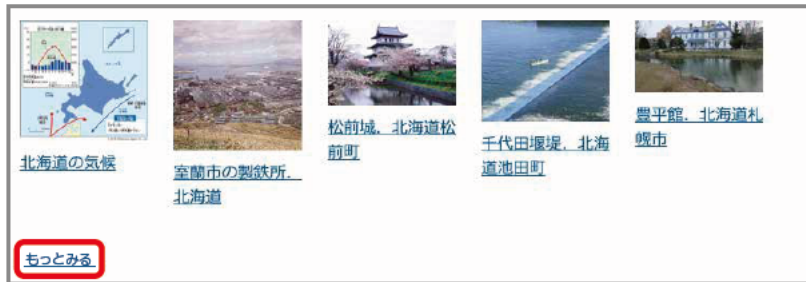 北海道の気候
室蘭市の製鉄所．
北海道
松前城．北海道松
前町
千代田堰堤．北海
道池田町
豊平館．北海道札
幌市
もっとみる